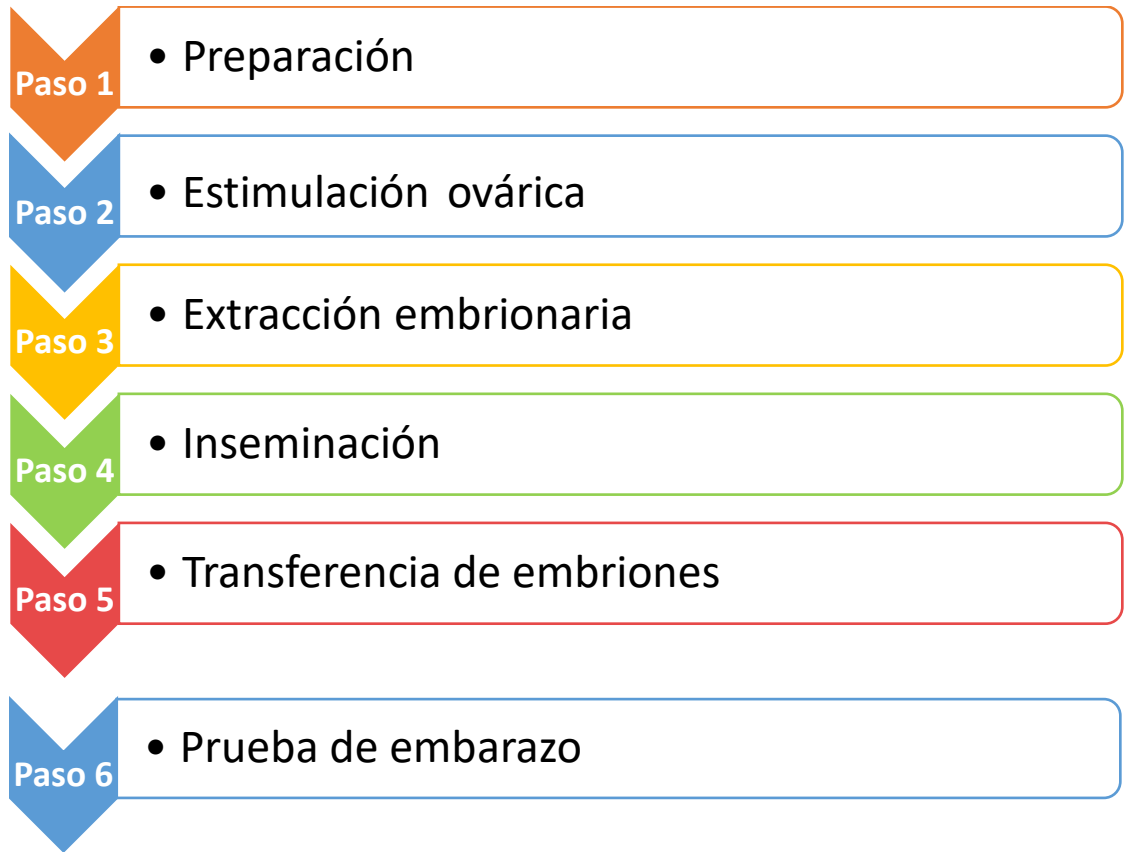 Paso 1
• Preparación
Paso 2
• Estimulación ovárica
Paso 3
• Extracción embrionaria
Paso 4
• Inseminación
Paso 5
• Transferencia de embriones
Paso 6
• Prueba de embarazo